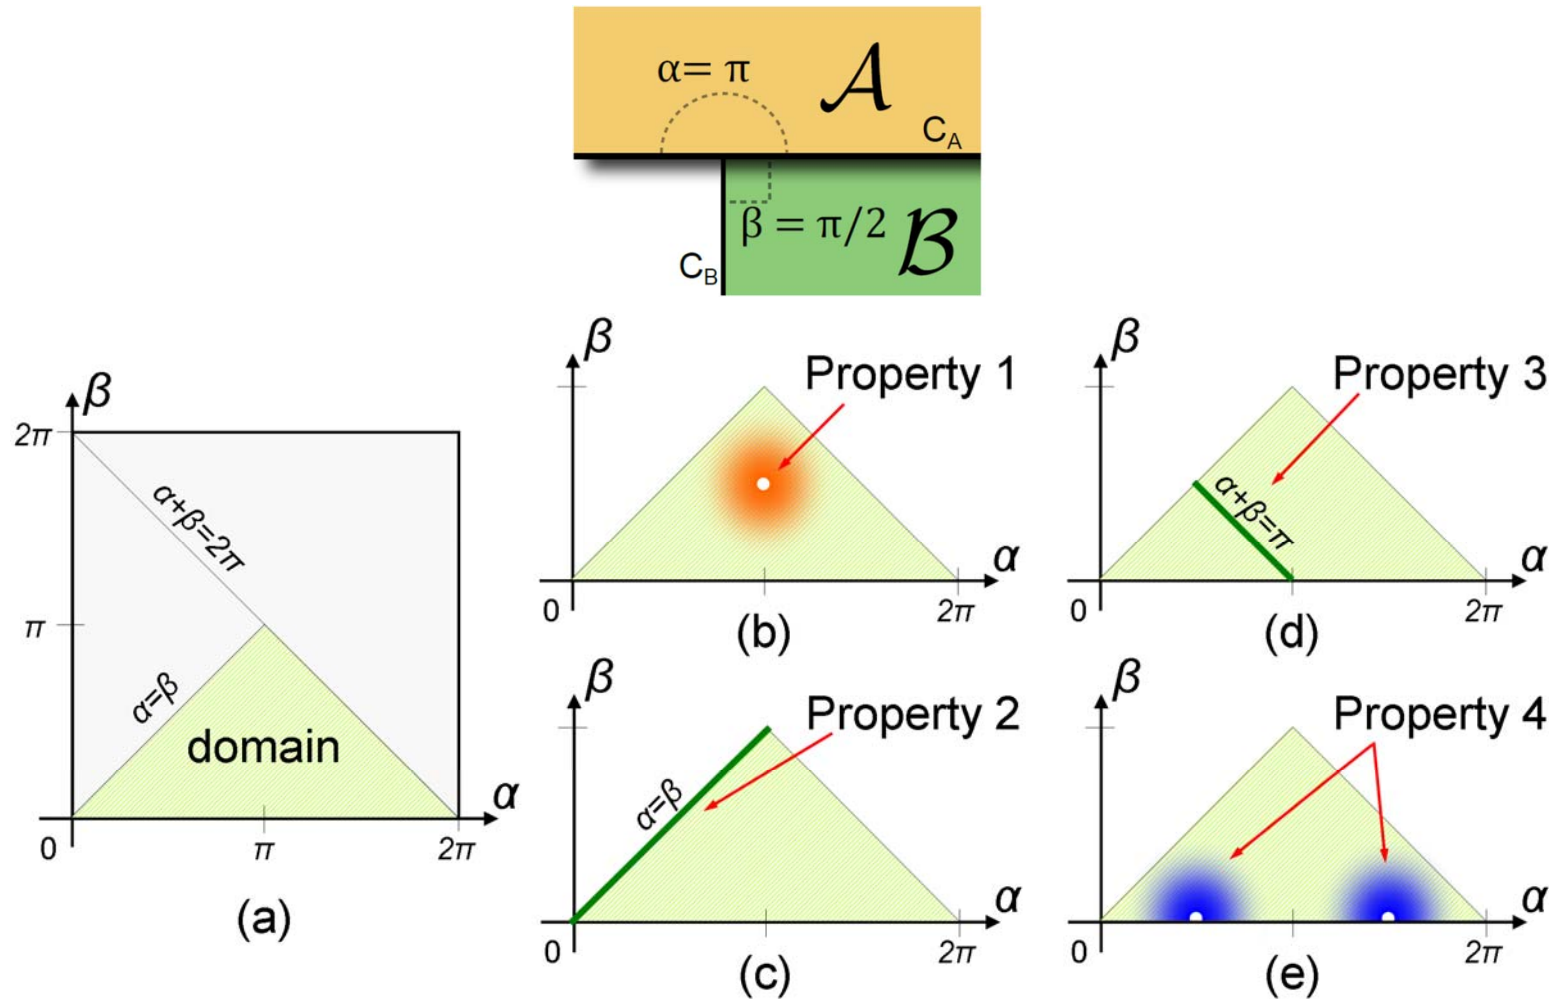 α= π
𝒜
C_A
β = π/2
ℬ
C_B
β
2π
α+β=2π
π
α=β
domain
α
0
π
2π
(a)
β
Property 1
α
0
2π
(b)
β
Property 2
α=β
α
0
2π
(c)
β
Property 3
α+β=π
α
0
2π
(d)
β
Property 4
α
0
2π
(e)